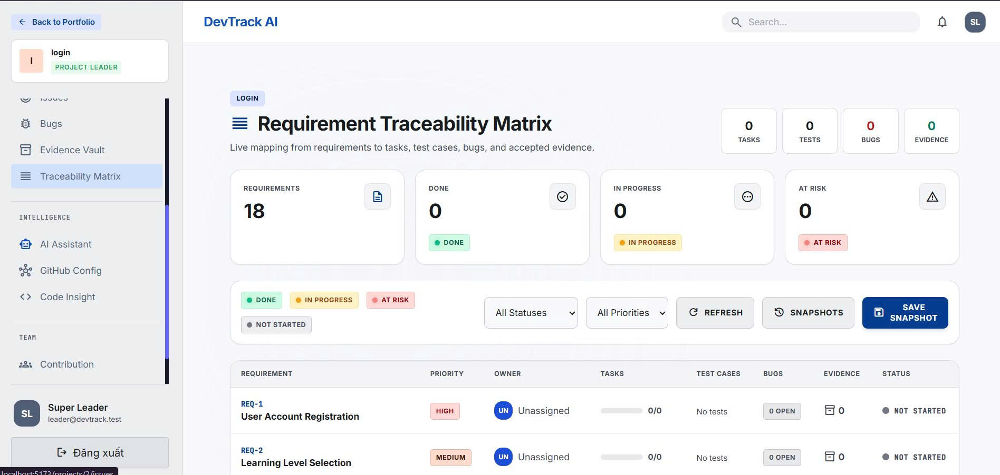 Back to Portfolio
DevTrack AI
Search...
SL
I
login
PROJECT LEADER
Issues
Bugs
Evidence Vault
Traceability Matrix
INTELLIGENCE
AI Assistant
GitHub Config
Code Insight
TEAM
Contribution
SL
Super Leader
leader@devtrack.test
Đăng xuất
localhost:5173/projects/2/issues
LOGIN
Requirement Traceability Matrix
Live mapping from requirements to tasks, test cases, bugs, and accepted evidence.
0
TASKS
0
TESTS
0
BUGS
0
EVIDENCE
REQUIREMENTS
18
DONE
0
DONE
IN PROGRESS
0
IN PROGRESS
AT RISK
0
AT RISK
DONE
IN PROGRESS
AT RISK
NOT STARTED
All Statuses
All Priorities
REFRESH
SNAPSHOTS
SAVE
SNAPSHOT
REQUIREMENT PRIORITY OWNER TASKS TEST CASES BUGS EVIDENCE STATUS
REQ-1
User Account Registration
HIGH
UN Unassigned
0/0
No tests
0 OPEN
0
NOT STARTED
REQ-2
Learning Level Selection
MEDIUM
UN Unassigned
0/0
No tests
0 OPEN
0
NOT STARTED